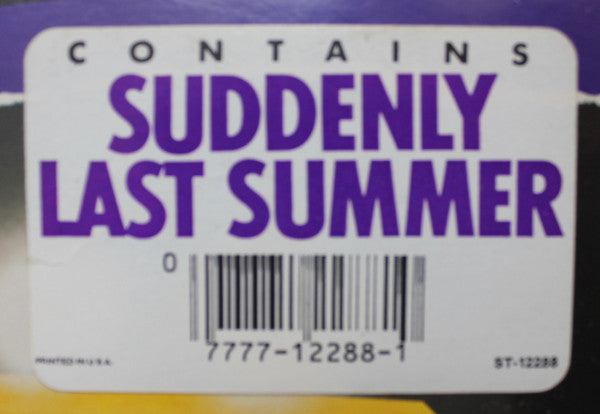 CONTAINS
SUDDENLY
LAST SUMMER
0
7777-12288-1
PRINTED IN U.S.A. ST-12288